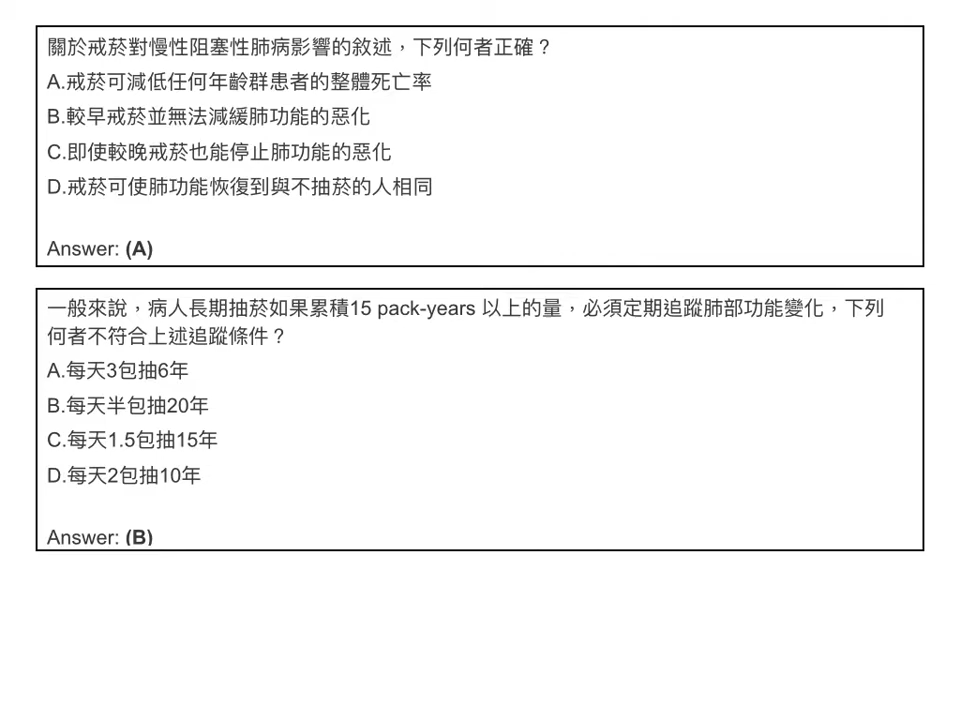 關於戒菸對慢性阻塞性肺病影響的敘述，下列何者正確？
A.戒菸可減低任何年齡群患者的整體死亡率
B.較早戒菸並無法減緩肺功能的惡化
C.即使較晚戒菸也能停止肺功能的惡化
D.戒菸可使肺功能恢復到與不抽菸的人相同
Answer: (A)
一般來說，病人長期抽菸如果累積15 pack-years 以上的量，必須定期追蹤肺部功能變化，下列
何者不符合上述追蹤條件？
A.每天3包抽6年
B.每天半包抽20年
C.每天1.5包抽15年
D.每天2包抽10年
Answer: (B)